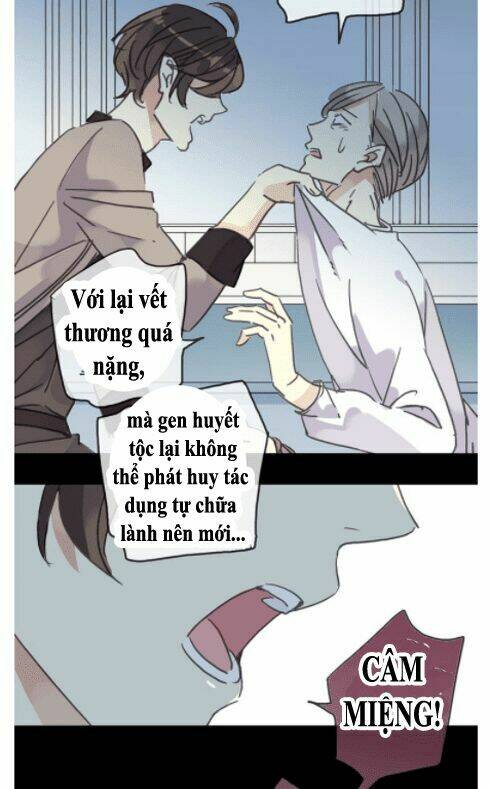 Với lại vết
thương quá
nặng,
mà gen huyết
tộc lại không
thể phát huy tác
dụng tự chữa
lành nên mới...
CÂM
MIỆNG!